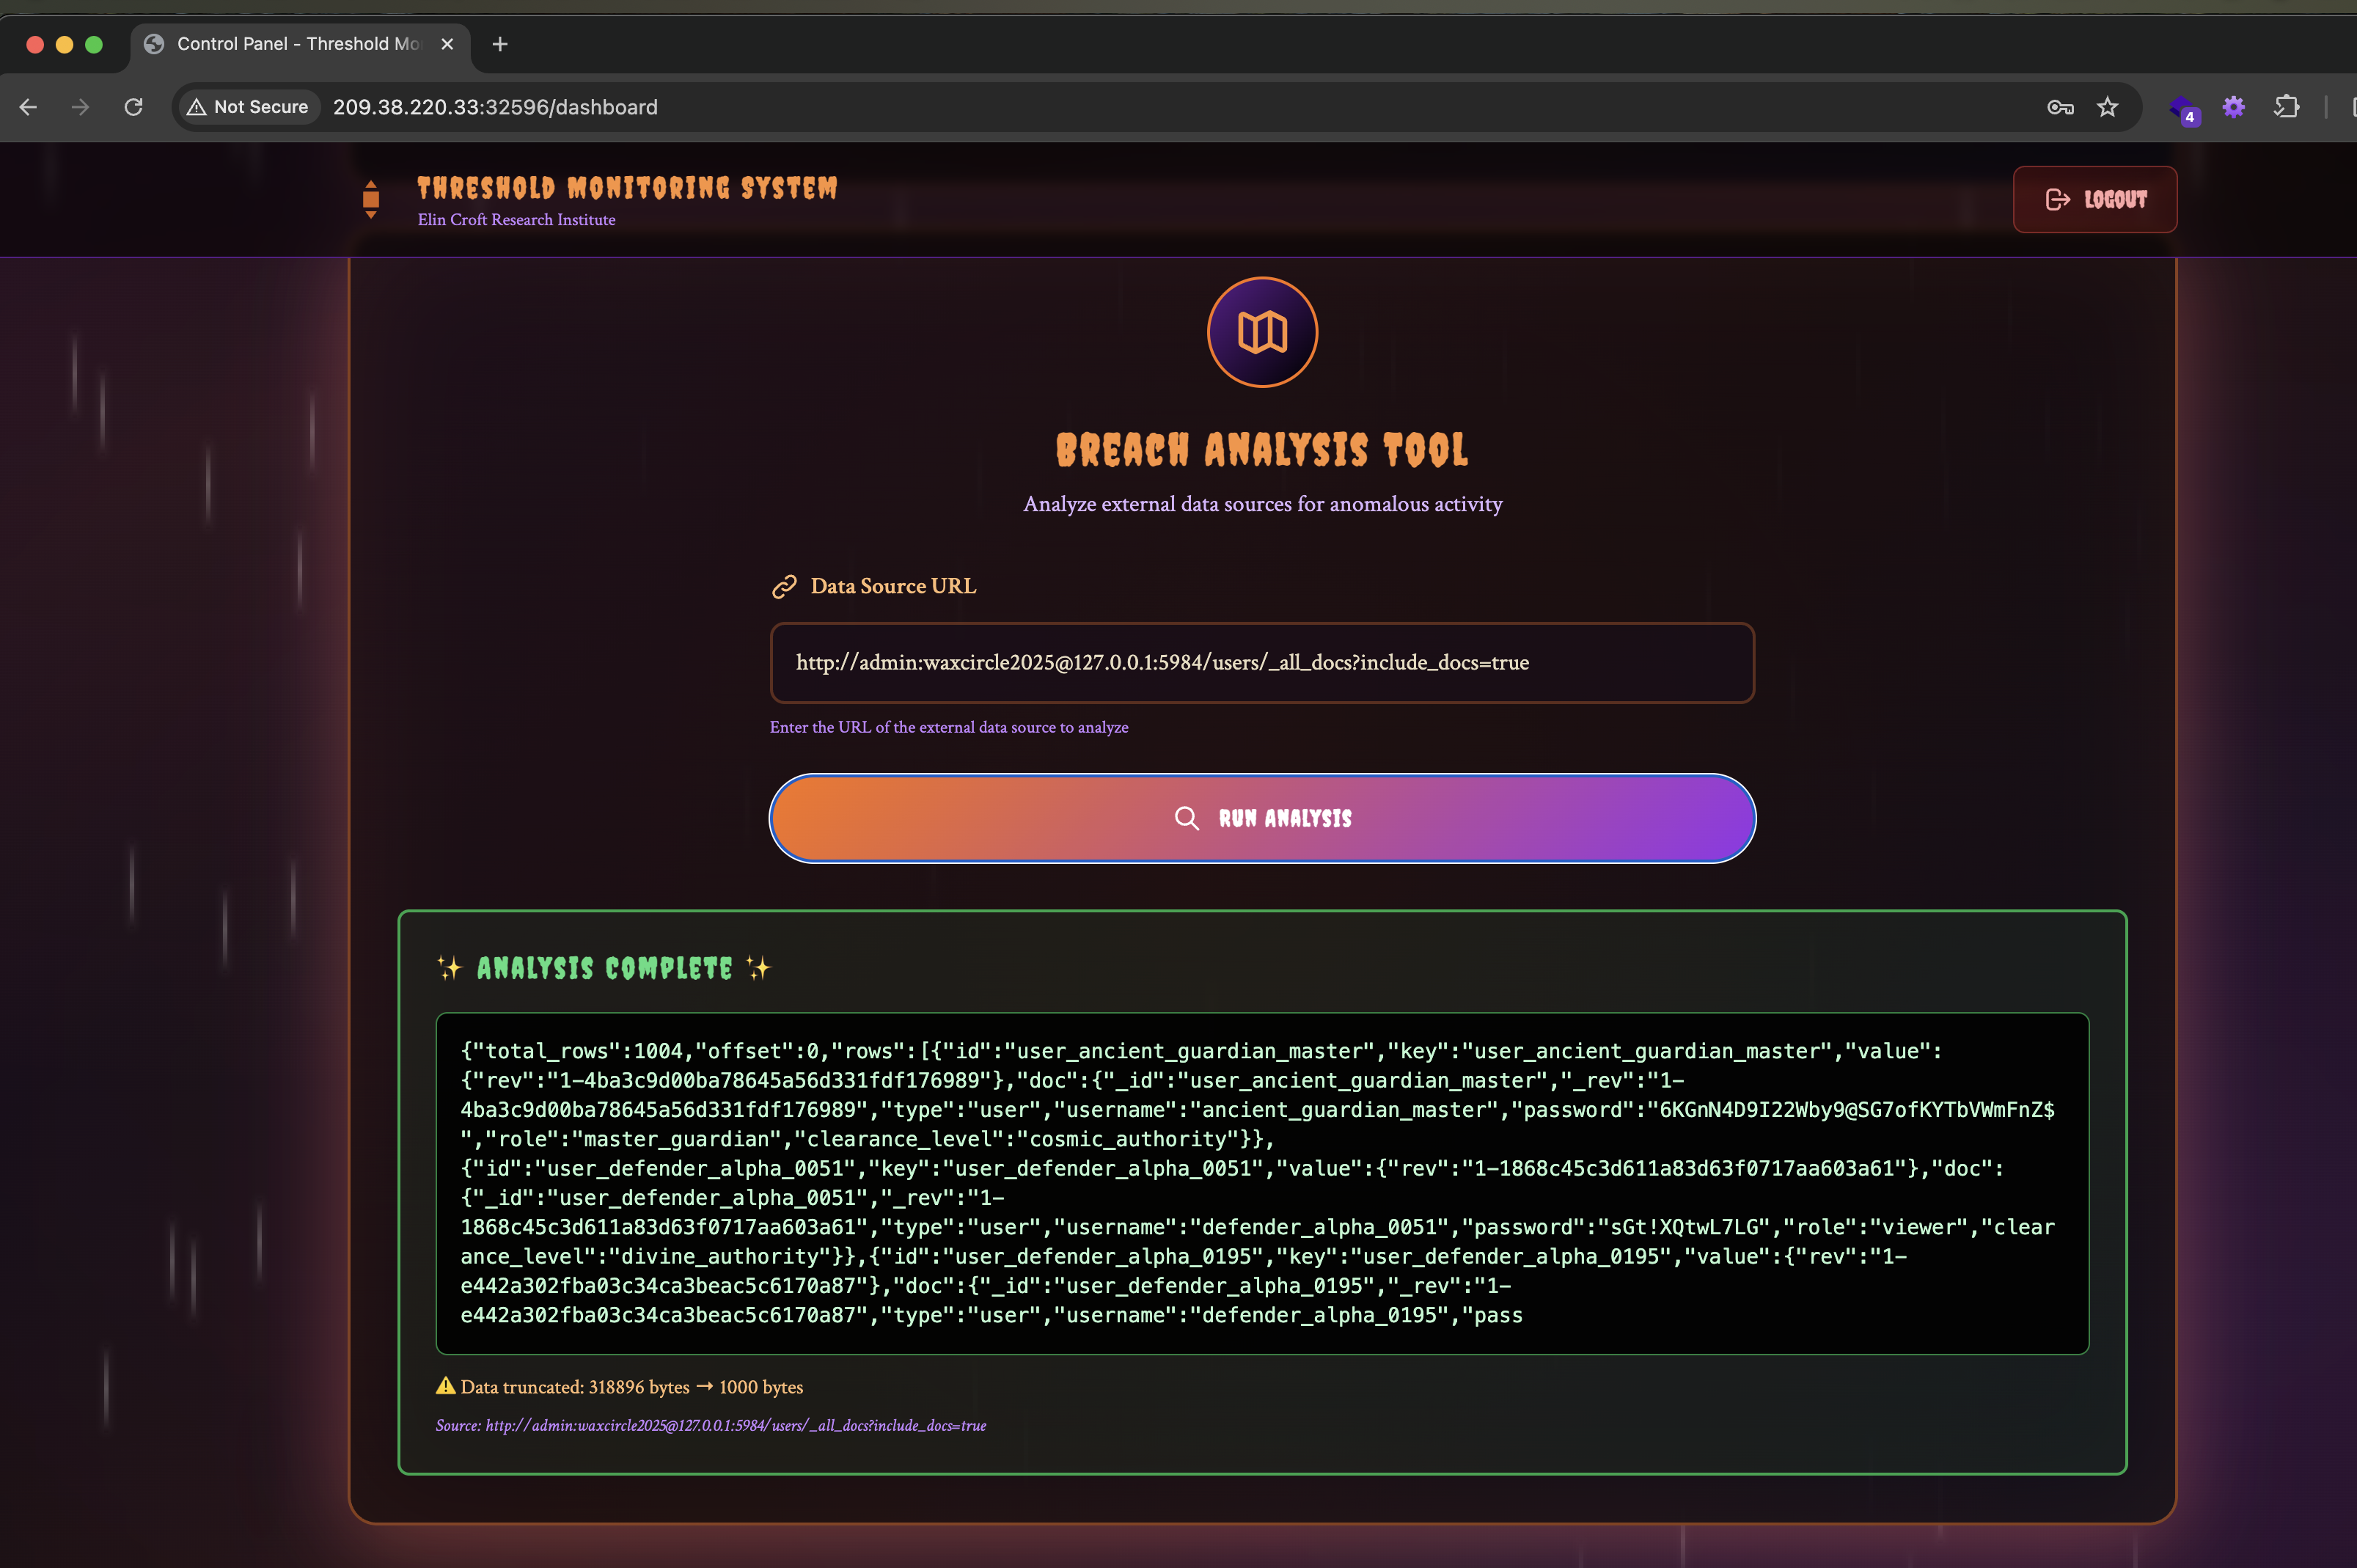 Control Panel - Threshold Mo
Not Secure
209.38.220.33:32596/dashboard
4
THRESHOLD MONITORING SYSTEM
Elin Croft Research Institute
LOGOUT
BREACH ANALYSIS TOOL
Analyze external data sources for anomalous activity
Data Source URL
http://admin:waxcircle2025@127.0.0.1:5984/users/_all_docs?include_docs=true
Enter the URL of the external data source to analyze
RUN ANALYSIS
✨ ANALYSIS COMPLETE ✨
{"total_rows":1004,"offset":0,"rows":[{"id":"user_ancient_guardian_master","key":"user_ancient_guardian_master","value":
{"rev":"1-4ba3c9d00ba78645a56d331fdf176989"},"doc":{"_id":"user_ancient_guardian_master","_rev":"1-
4ba3c9d00ba78645a56d331fdf176989","type":"user","username":"ancient_guardian_master","password":"6KGnN4D9I22Wby9@SG7ofKYTbVWmFnZ$
","role":"master_guardian","clearance_level":"cosmic_authority"}},
{"id":"user_defender_alpha_0051","key":"user_defender_alpha_0051","value":{"rev":"1-1868c45c3d611a83d63f0717aa603a61"},"doc":
{"_id":"user_defender_alpha_0051","_rev":"1-
1868c45c3d611a83d63f0717aa603a61","type":"user","username":"defender_alpha_0051","password":"sGt!XQtwL7LG","role":"viewer","clear
ance_level":"divine_authority"}},{"id":"user_defender_alpha_0195","key":"user_defender_alpha_0195","value":{"rev":"1-
e442a302fba03c34ca3beac5c6170a87"},"doc":{"_id":"user_defender_alpha_0195","_rev":"1-
e442a302fba03c34ca3beac5c6170a87","type":"user","username":"defender_alpha_0195","pass
⚠️ Data truncated: 318896 bytes → 1000 bytes
Source: http://admin:waxcircle2025@127.0.0.1:5984/users/_all_docs?include_docs=true